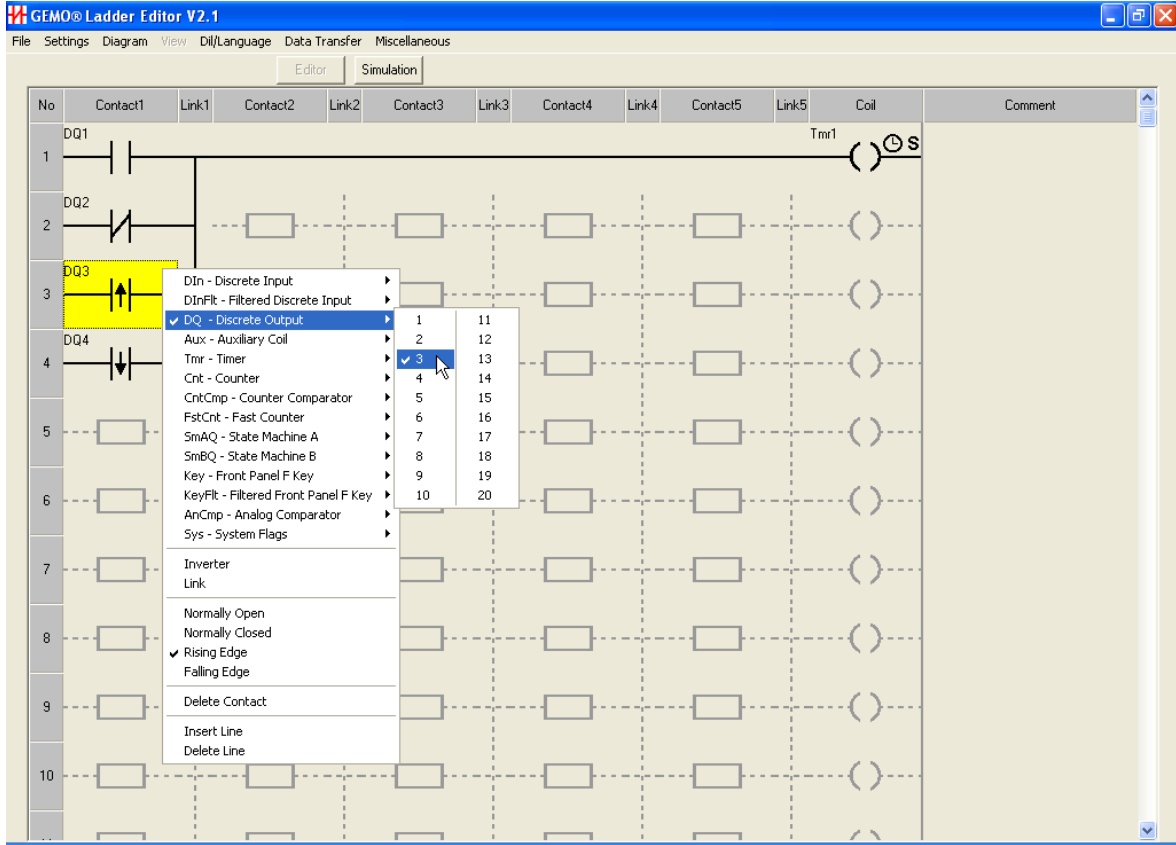 GEMO® Ladder Editor V2.1
File Settings Diagram View Dil/Language Data Transfer Miscellaneous
Editor Simulation
No Contact1 Link1 Contact2 Link2 Contact3 Link3 Contact4 Link4 Contact5 Link5 Coil Comment
DQ1 Tmr1
1 S
DQ2
2
DQ3
3
DQ4
4
5
6
7
8
9
10
DIn - Discrete Input
DInFlt - Filtered Discrete Input
DQ - Discrete Output
Aux - Auxiliary Coil
Tmr - Timer
Cnt - Counter
CntCmp - Counter Comparator
FstCnt - Fast Counter
SmAQ - State Machine A
SmBQ - State Machine B
Key - Front Panel F Key
KeyFlt - Filtered Front Panel F Key
AnCmp - Analog Comparator
Sys - System Flags
Inverter
Link
Normally Open
Normally Closed
Rising Edge
Falling Edge
Delete Contact
Insert Line
Delete Line
1 11
2 12
3 13
4 14
5 15
6 16
7 17
8 18
9 19
10 20